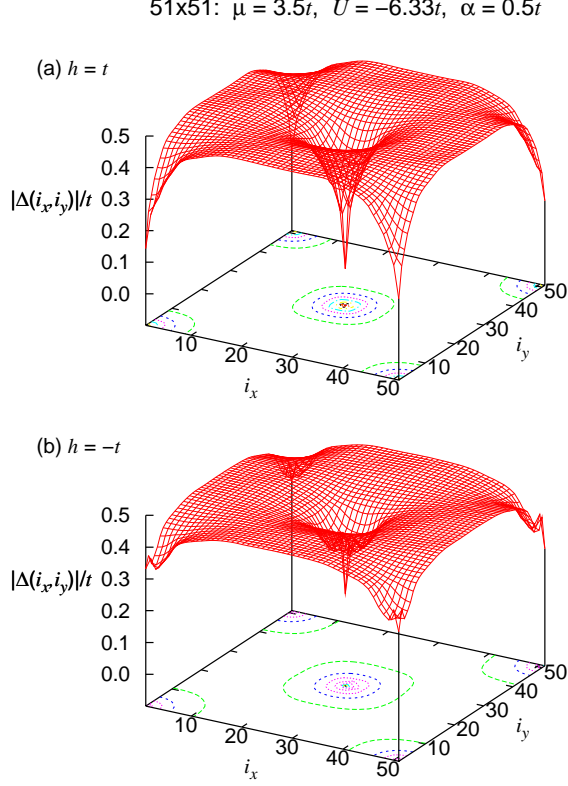 51x51: μ = 3.5t, U = −6.33t, α = 0.5t
(a) h = t
0.5
0.4
|Δ(ix,iy)|/t 0.3
0.2
0.1
0.0
10 20 30 40 50
ix
10 20 30 40 50
iy
(b) h = −t
0.5
0.4
|Δ(ix,iy)|/t 0.3
0.2
0.1
0.0
10 20 30 40 50
ix
10 20 30 40 50
iy